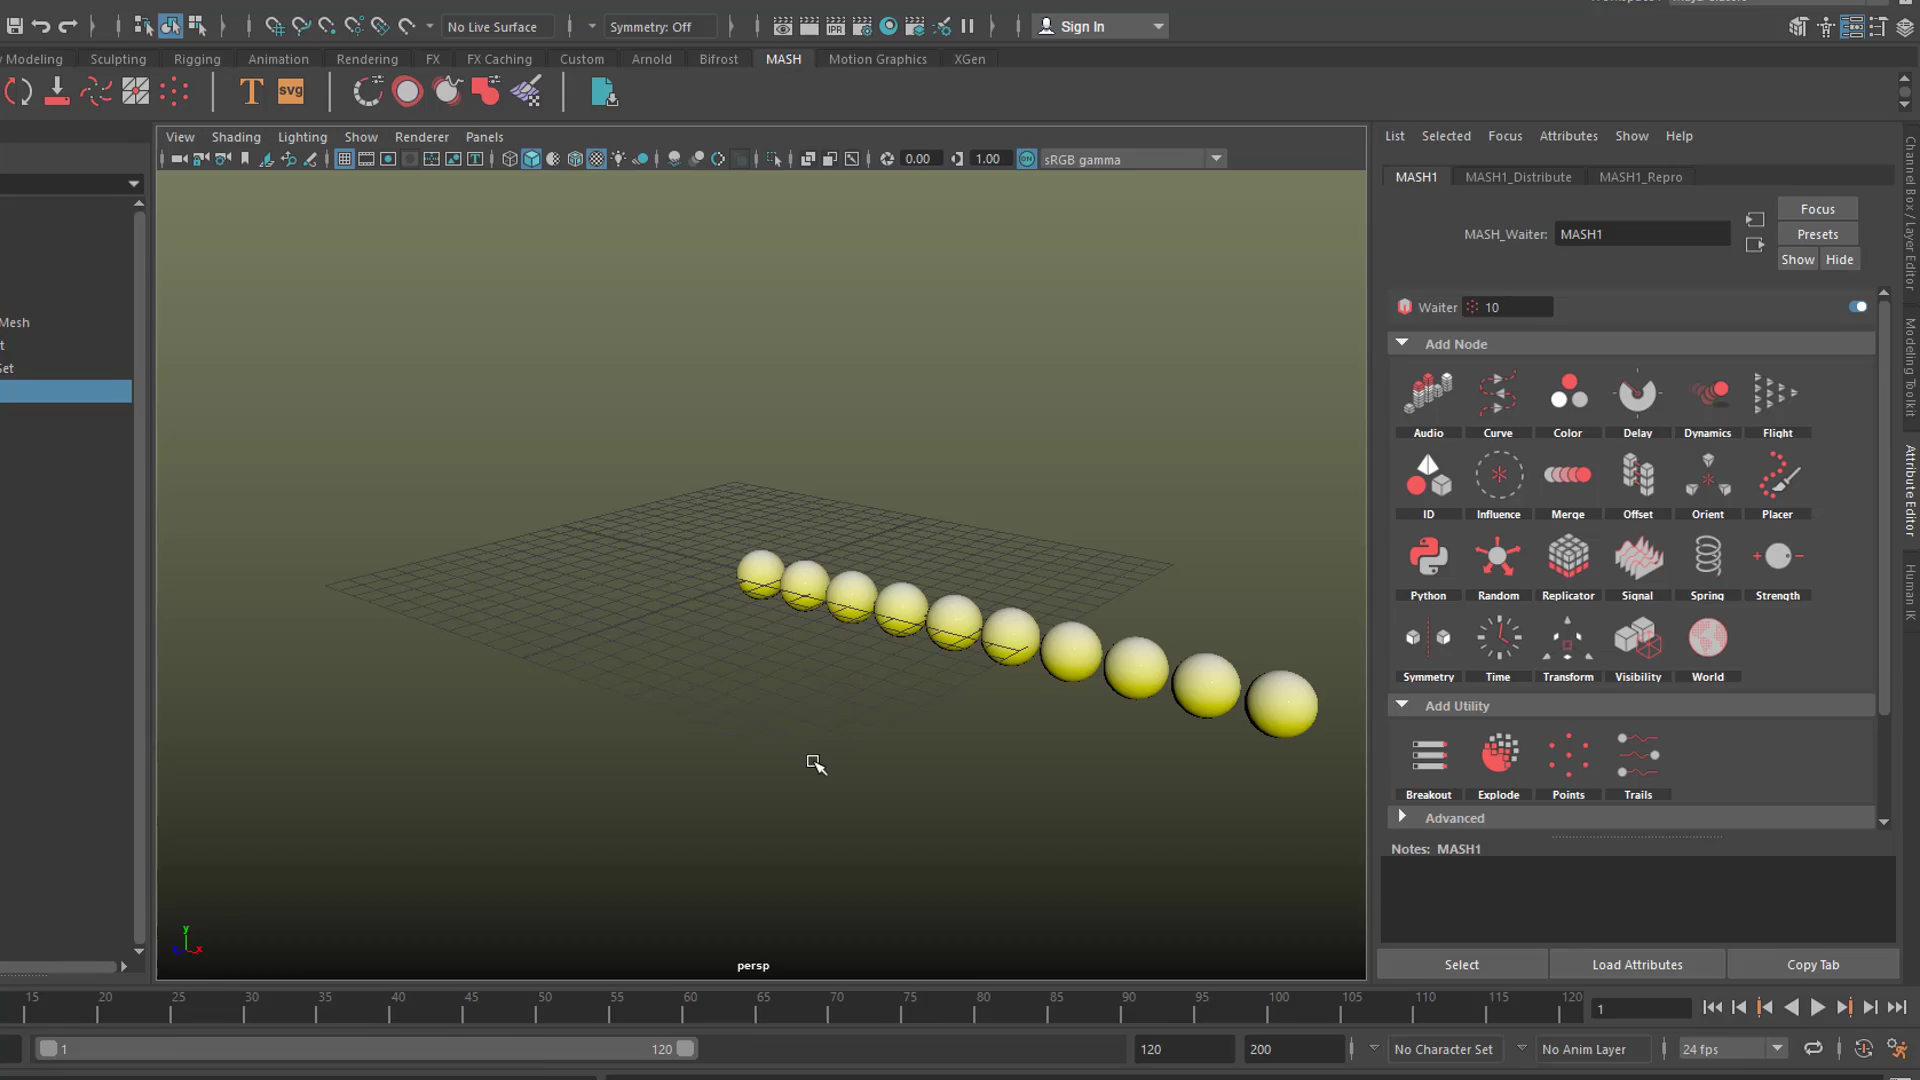 No Live Surface
Symmetry: Off
IPR
Sign In
Modeling
Sculpting
Rigging
Animation
Rendering
FX
FX Caching
Custom
Arnold
Bifrost
MASH
Motion Graphics
XGen
T
SVG
View
Shading
Lighting
Show
Renderer
Panels
0.00
1.00
ON
sRGB gamma
List
Selected
Focus
Attributes
Show
Help
MASH1
MASH1_Distribute
MASH1_Repro
MASH_Waiter:
MASH1
Focus
Presets
Show
Hide
Waiter
10
Add Node
Audio
Curve
Color
Delay
Dynamics
Flight
ID
Influence
Merge
Offset
Orient
Placer
Python
Random
Replicator
Signal
Spring
Strength
Symmetry
Time
Transform
Visibility
World
Add Utility
Breakout
Explode
Points
Trails
Advanced
Notes: MASH1
Select
Load Attributes
Copy Tab
Channel Box / Layer Editor
Modeling Toolkit
Attribute Editor
Human IK
Mesh
t
Set
y
x
persp
15 20 25 30 35 40 45 50 55 60 65 70 75 80 85 90 95 100 105 110 115 120
1
1
120
120
200
No Character Set
No Anim Layer
24 fps